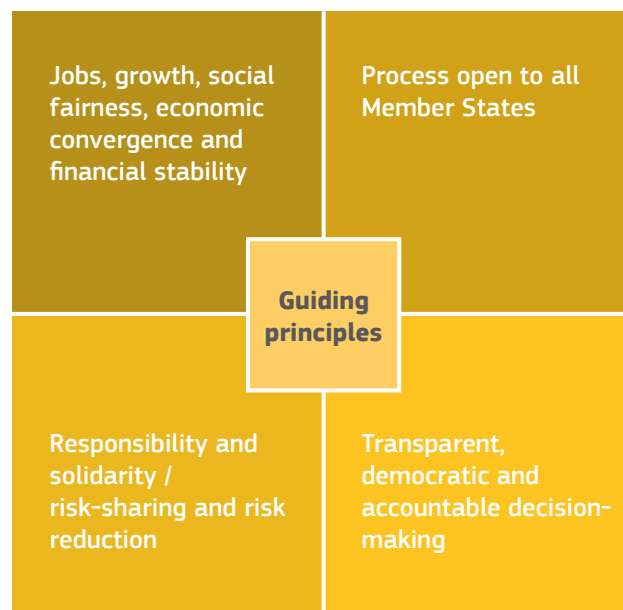 Jobs, growth, social
fairness, economic
convergence and
financial stability
Process open to all
Member States
Guiding
principles
Responsibility and
solidarity /
risk-sharing and risk
reduction
Transparent,
democratic and
accountable decision-
making